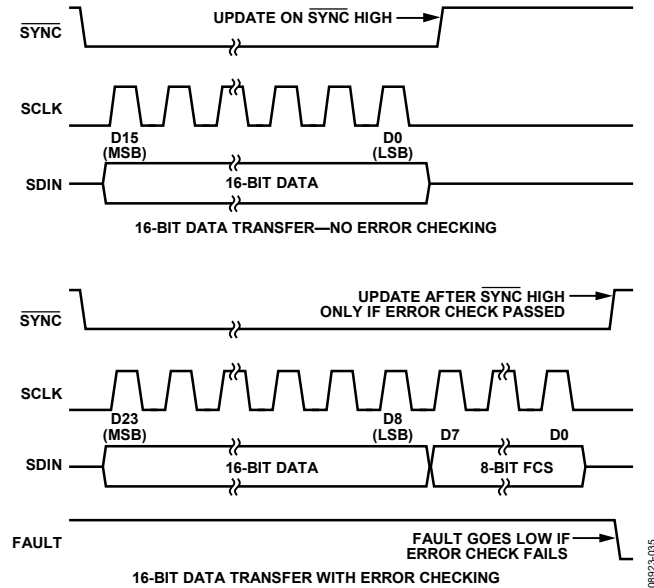 UPDATE ON SYNC HIGH
SYNC
SCLK
D15
(MSB)
D0
(LSB)
SDIN
16-BIT DATA
16-BIT DATA TRANSFER—NO ERROR CHECKING
UPDATE AFTER SYNC HIGH
ONLY IF ERROR CHECK PASSED
SYNC
SCLK
D23
(MSB)
D8
(LSB)
D7
D0
SDIN
16-BIT DATA
8-BIT FCS
FAULT
FAULT GOES LOW IF
ERROR CHECK FAILS
16-BIT DATA TRANSFER WITH ERROR CHECKING
06923-035